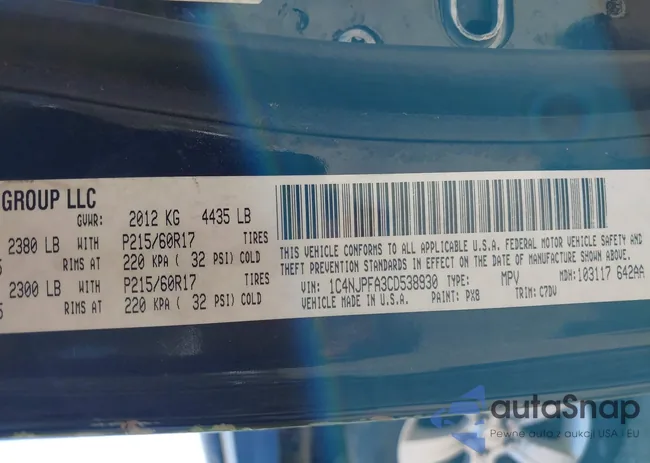 GROUP LLC
GVWR: 2012 KG 4435 LB
2380 LB WITH P215/60R17 TIRES
RIMS AT 220 KPA ( 32 PSI) COLD
2300 LB WITH P215/60R17 TIRES
RIMS AT 220 KPA ( 32 PSI) COLD
THIS VEHICLE CONFORMS TO ALL APPLICABLE U.S.A. FEDERAL MOTOR VEHICLE SAFETY AND
THEFT PREVENTION STANDARDS IN EFFECT ON THE DATE OF MANUFACTURE SHOWN ABOVE.
VIN: 1C4NJPFA3CD538930 TYPE: MPV MDH: 103117 642AA
VEHICLE MADE IN U.S.A. PAINT: PXB TRIM: C7DV
autoSnap
Pewne auto z aukcji USA i EU